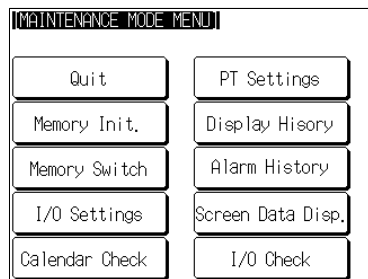 [MAINTENANCE MODE MENU]
Quit
PT Settings
Memory Init.
Display Hisory
Memory Switch
Alarm History
I/O Settings
Screen Data Disp.
Calendar Check
I/O Check